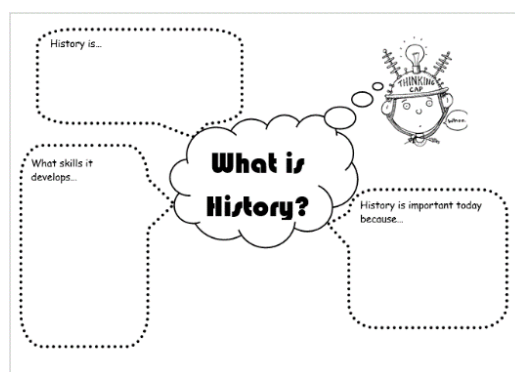 History is...
THINKING
CAP
What skills it
develops...
What is
History?
History is important today
because...